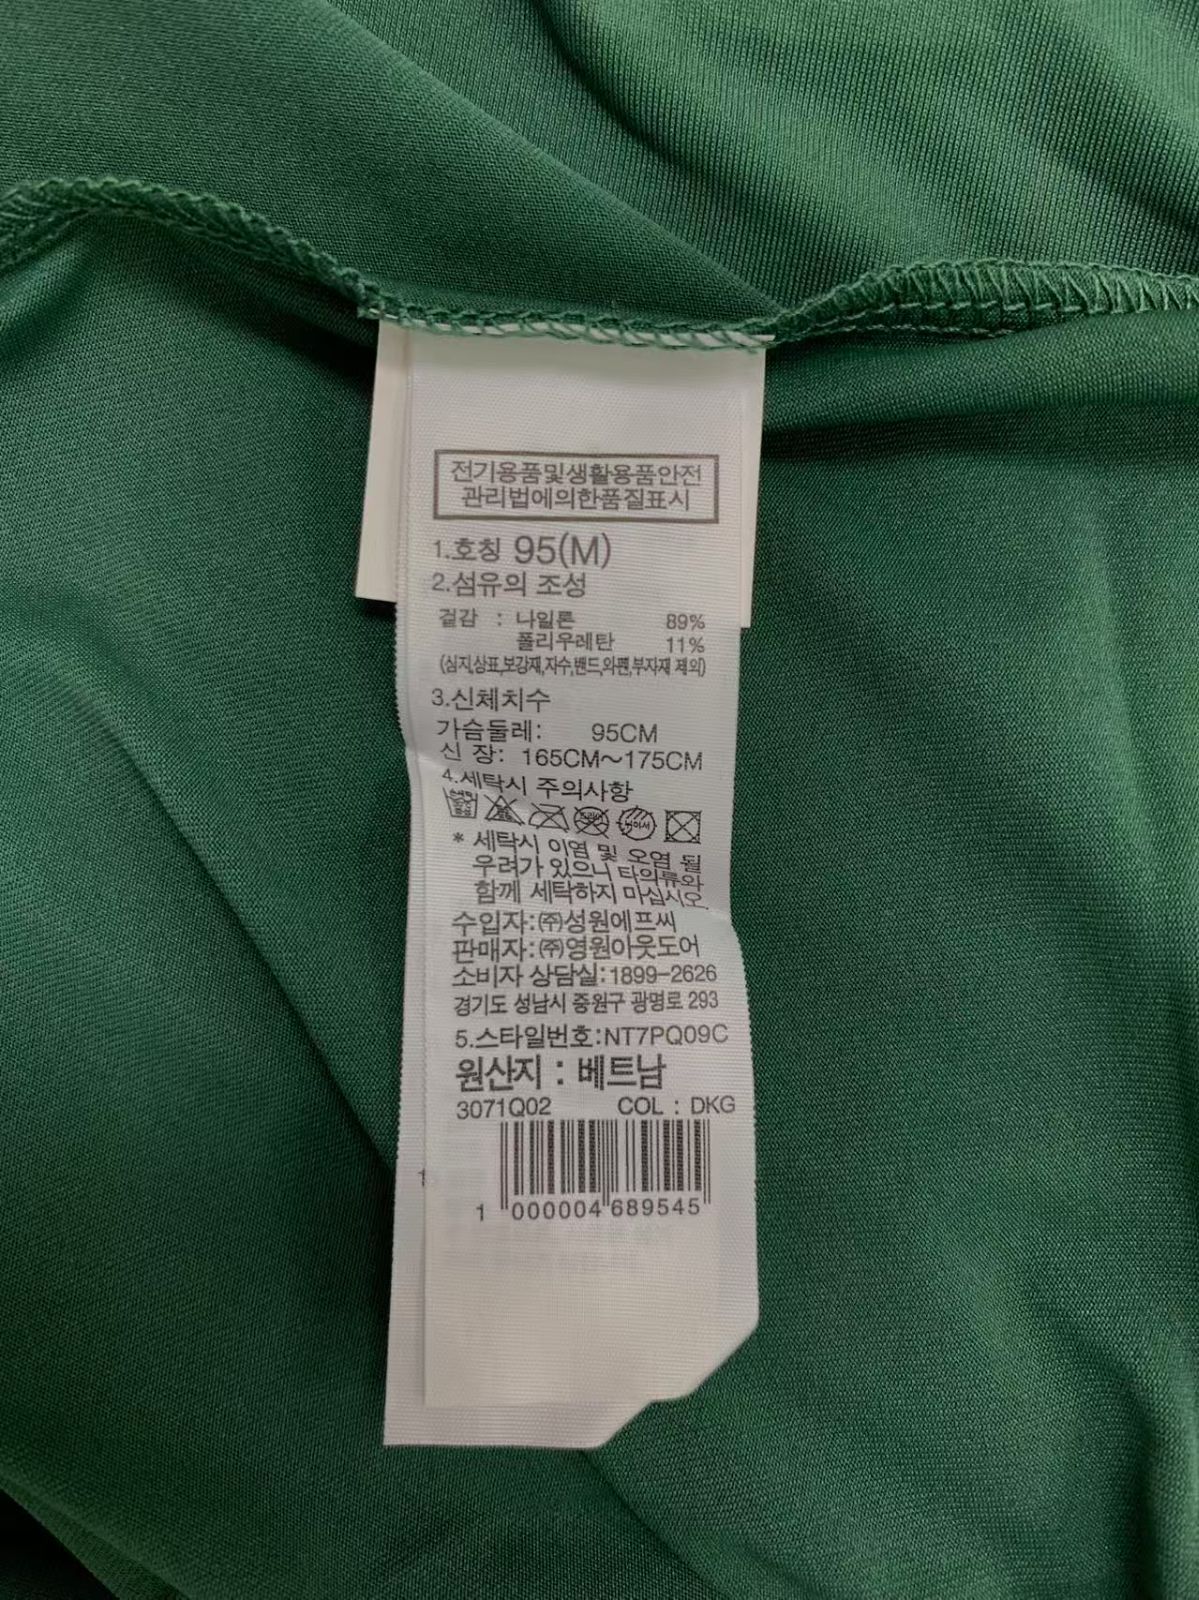 전기용품및생활용품안전
관리법에의한품질표시
1.호칭 95(M)
2.섬유의 조성
겉감 : 나일론 89%
폴리우레탄 11%
(심지,상표,보강재,자수,밴드,와펜,부자재 제외)
3.신체치수
가슴둘레: 95CM
신 장: 165CM~175CM
4.세탁시 주의사항
* 세탁시 이염 및 오염 될
우려가 있으니 타의류와
함께 세탁하지 마십시오.
수입자:㈜성원에프씨
판매자:㈜영원아웃도어
소비자 상담실:1899-2626
경기도 성남시 중원구 광명로 293
5.스타일번호:NT7PQ09C
원산지 : 베트남
3071Q02 COL : DKG
1 000004 689545